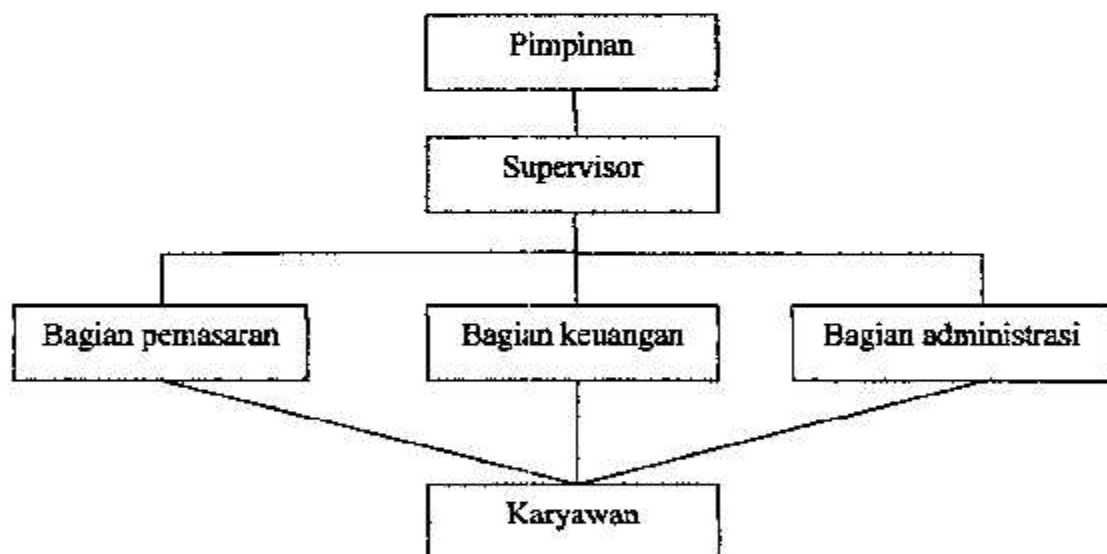 Pimpinan
Supervisor
Bagian pemasaran
Bagian keuangan
Bagian administrasi
Karyawan